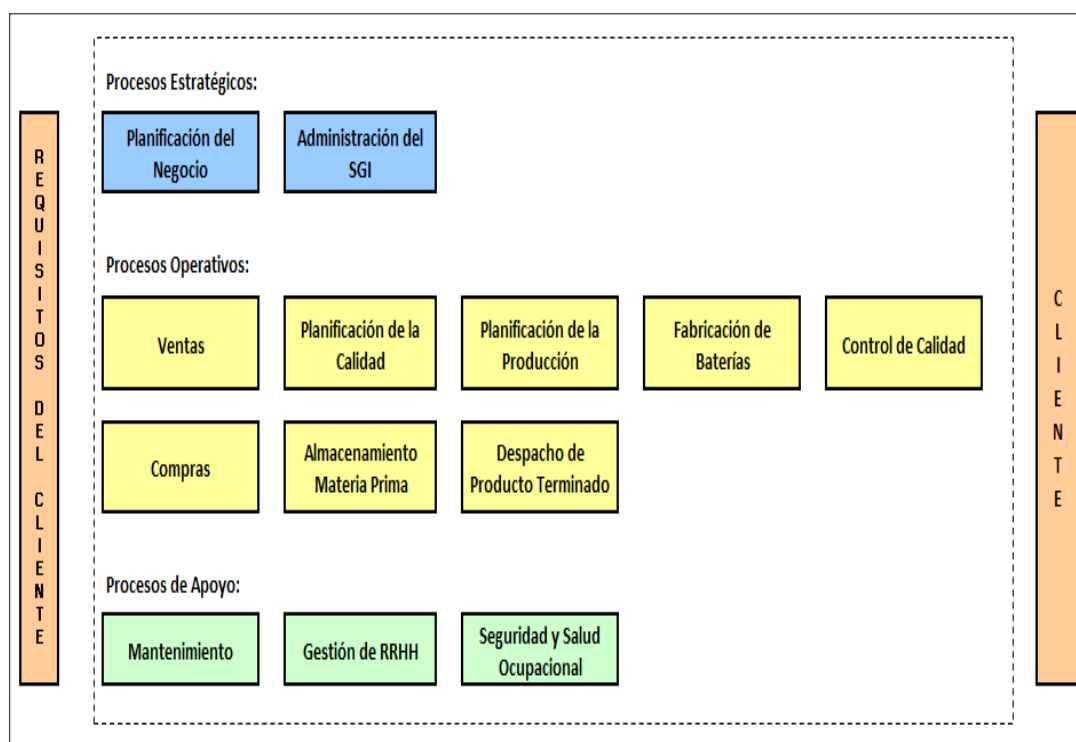 REQUISITOS DEL CLIENTE
Procesos Estratégicos:
Planificación del
Negocio
Administración del
SGI
Procesos Operativos:
Ventas
Planificación de la
Calidad
Planificación de la
Producción
Fabricación de
Baterías
Control de Calidad
Compras
Almacenamiento
Materia Prima
Despacho de
Producto Terminado
Procesos de Apoyo:
Mantenimiento
Gestión de RRHH
Seguridad y Salud
Ocupacional
CLIENTE